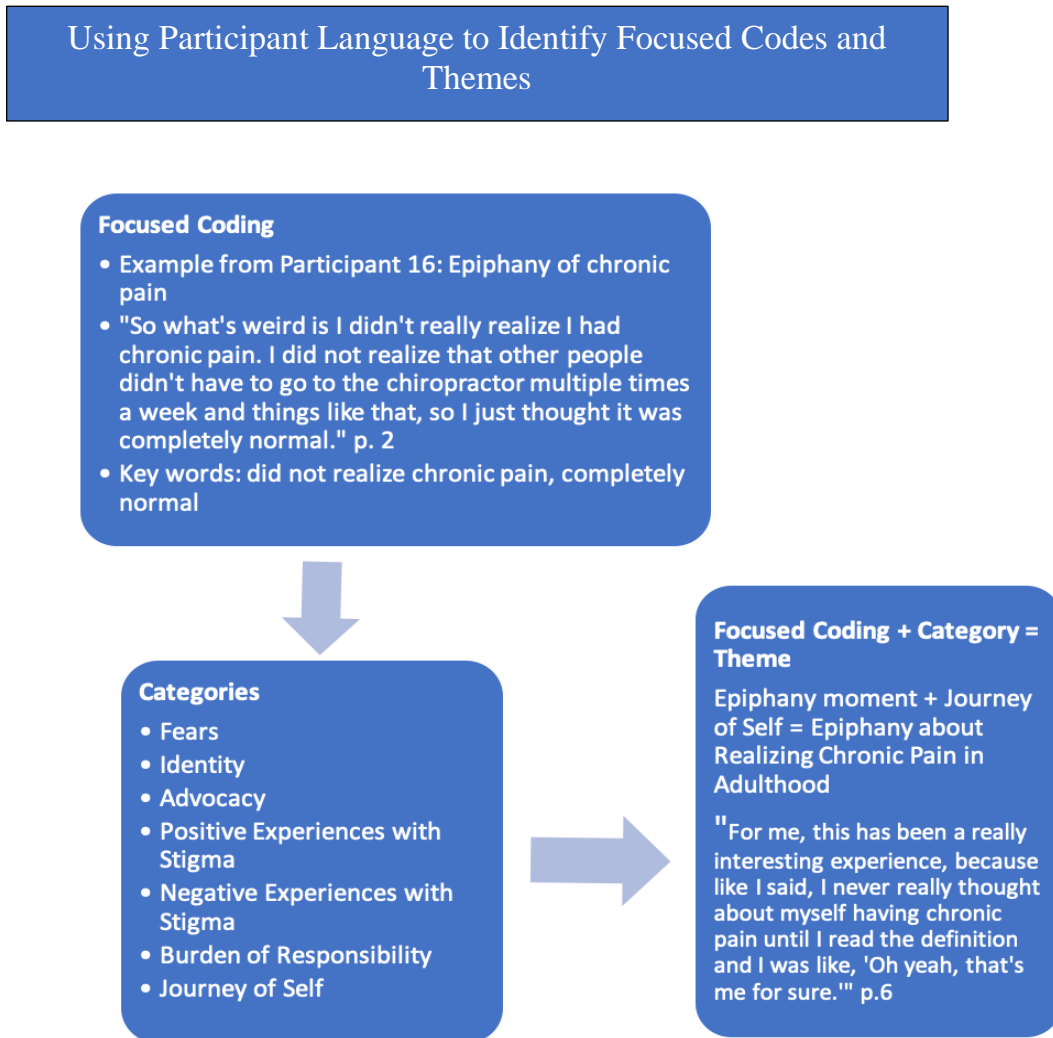 Using Participant Language to Identify Focused Codes and
Themes
Focused Coding
• Example from Participant 16: Epiphany of chronic
pain
• "So what's weird is I didn't really realize I had
chronic pain. I did not realize that other people
didn't have to go to the chiropractor multiple times
a week and things like that, so I just thought it was
completely normal." p. 2
• Key words: did not realize chronic pain, completely
normal
Categories
• Fears
• Identity
• Advocacy
• Positive Experiences with
Stigma
• Negative Experiences with
Stigma
• Burden of Responsibility
• Journey of Self
Focused Coding + Category =
Theme
Epiphany moment + Journey
of Self = Epiphany about
Realizing Chronic Pain in
Adulthood
"For me, this has been a really
interesting experience, because
like I said, I never really thought
about myself having chronic
pain until I read the definition
and I was like, 'Oh yeah, that's
me for sure.'" p.6